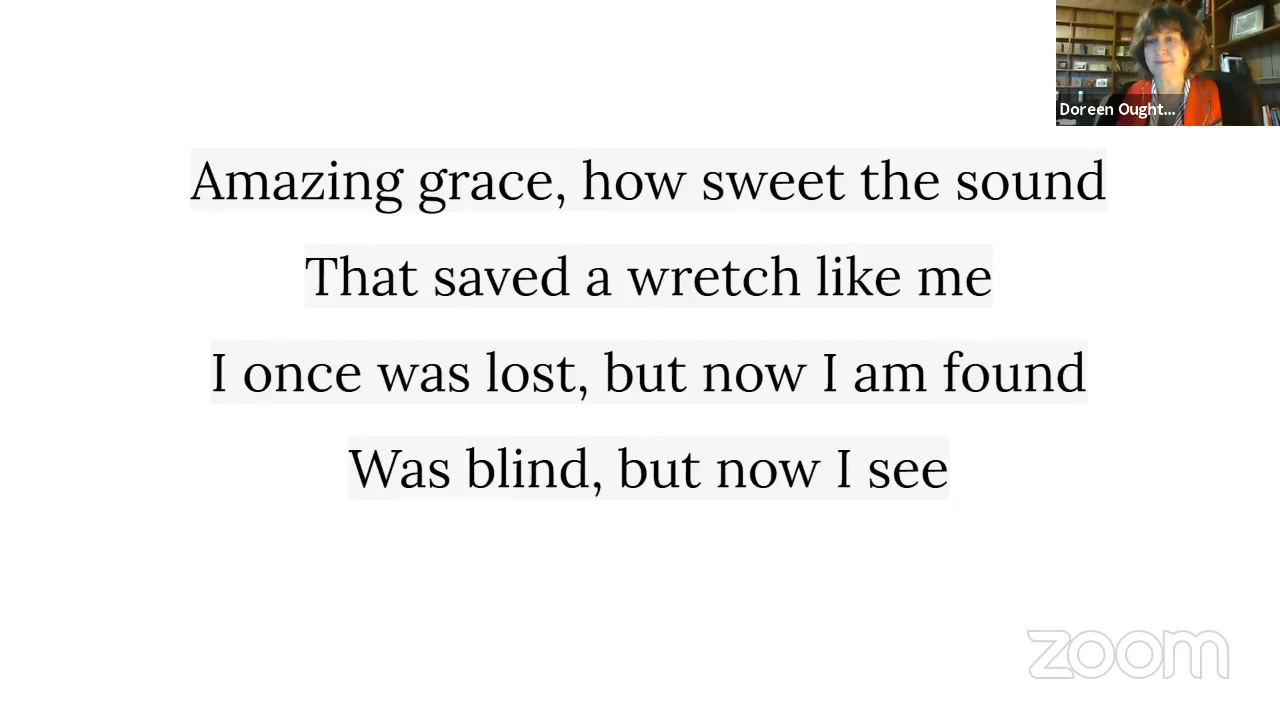 Doreen Ought...
Amazing grace, how sweet the sound
That saved a wretch like me
I once was lost, but now I am found
Was blind, but now I see
zoom